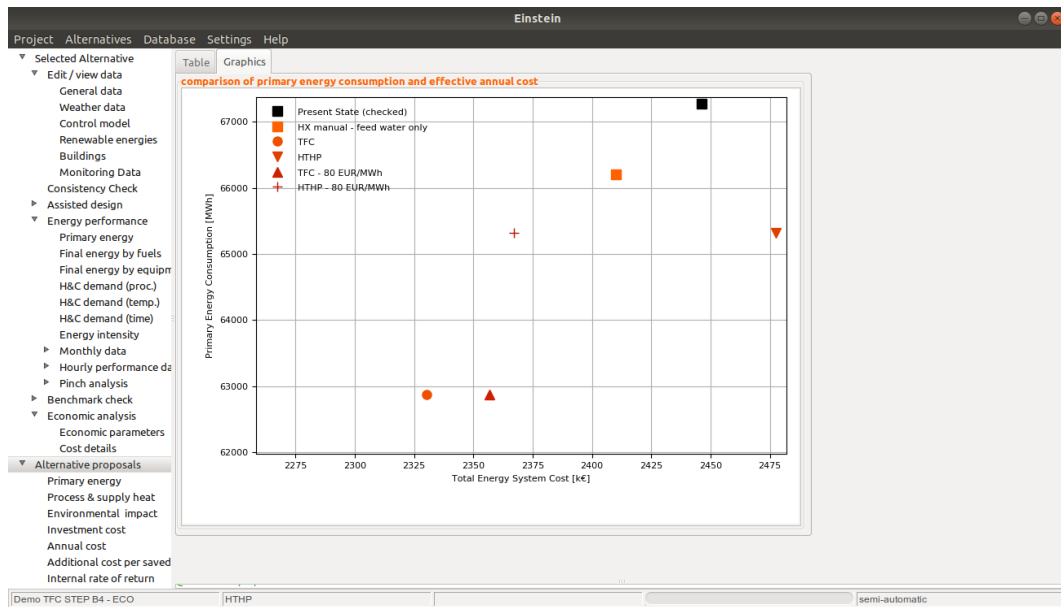 Einstein
Project Alternatives Database Settings Help
Selected Alternative
Edit / view data
General data
Weather data
Control model
Renewable energies
Buildings
Monitoring Data
Consistency Check
Assisted design
Energy performance
Primary energy
Final energy by fuels
Final energy by equipm
H&C demand (proc.)
H&C demand (temp.)
H&C demand (time)
Energy intensity
Monthly data
Hourly performance da
Pinch analysis
Benchmark check
Economic analysis
Economic parameters
Cost details
Alternative proposals
Primary energy
Process & supply heat
Environmental impact
Investment cost
Annual cost
Additional cost per saved
Internal rate of return
Table Graphics
comparison of primary energy consumption and effective annual cost
Present State (checked)
HX manual - feed water only
TFC
HTHP
TFC - 80 EUR/MWh
HTHP - 80 EUR/MWh
Primary Energy Consumption [MWh]
67000
66000
65000
64000
63000
62000
2275 2300 2325 2350 2375 2400 2425 2450 2475
Total Energy System Cost [k€]
Demo TFC STEP B4 - ECO HTHP semi-automatic